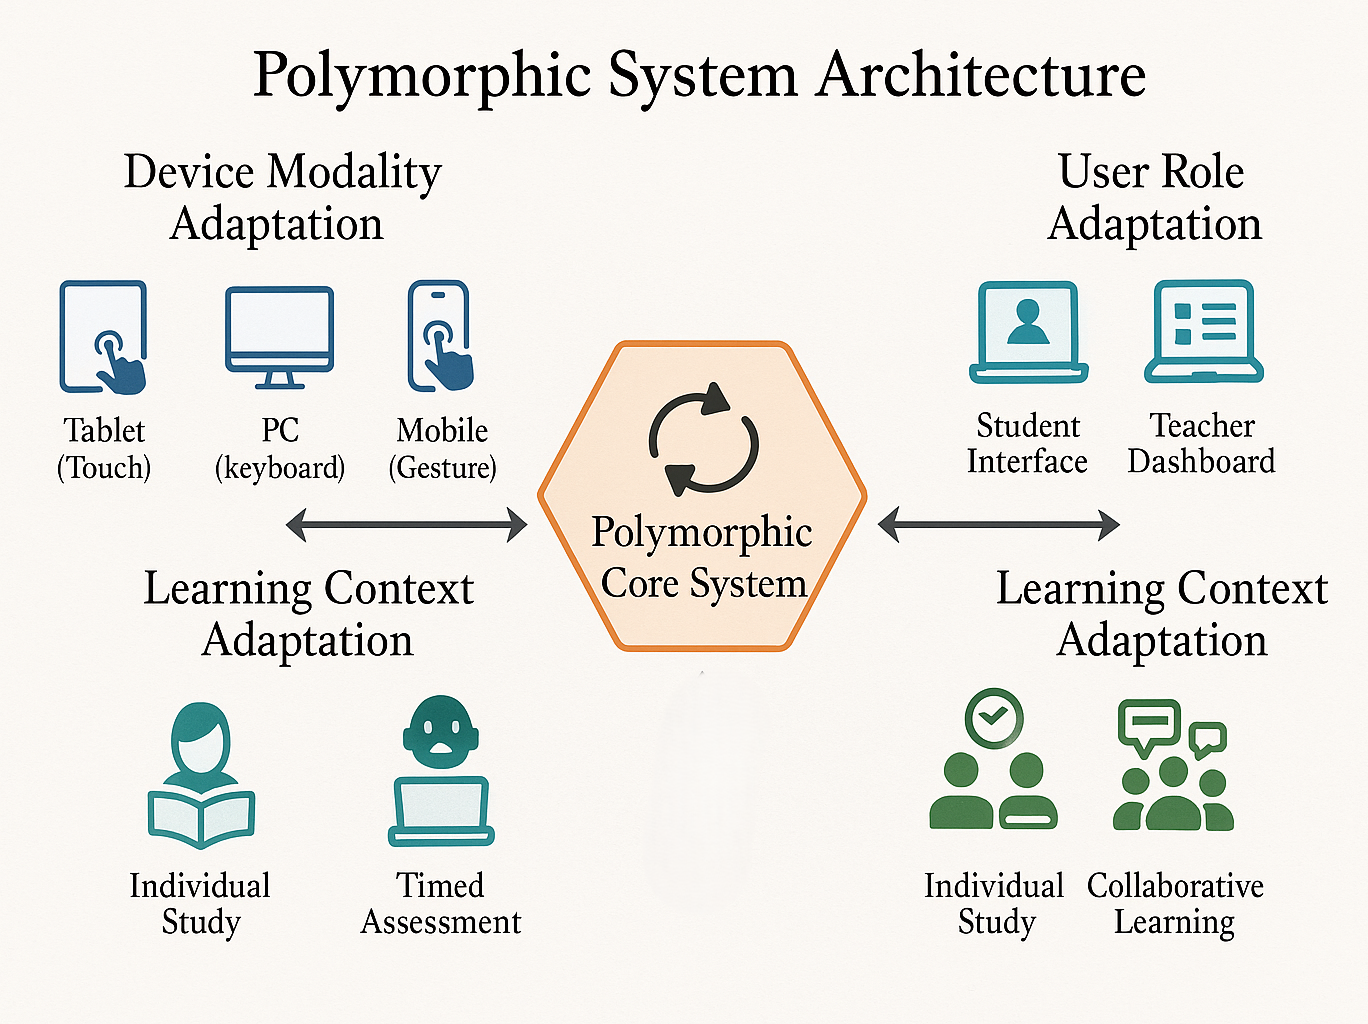 Polymorphic System Architecture
Device Modality
Adaptation
Tablet
(Touch)
PC
(keyboard)
Mobile
(Gesture)
User Role
Adaptation
Student
Interface
Teacher
Dashboard
Polymorphic
Core System
Learning Context
Adaptation
Individual
Study
Timed
Assessment
Learning Context
Adaptation
Individual
Study
Collaborative
Learning